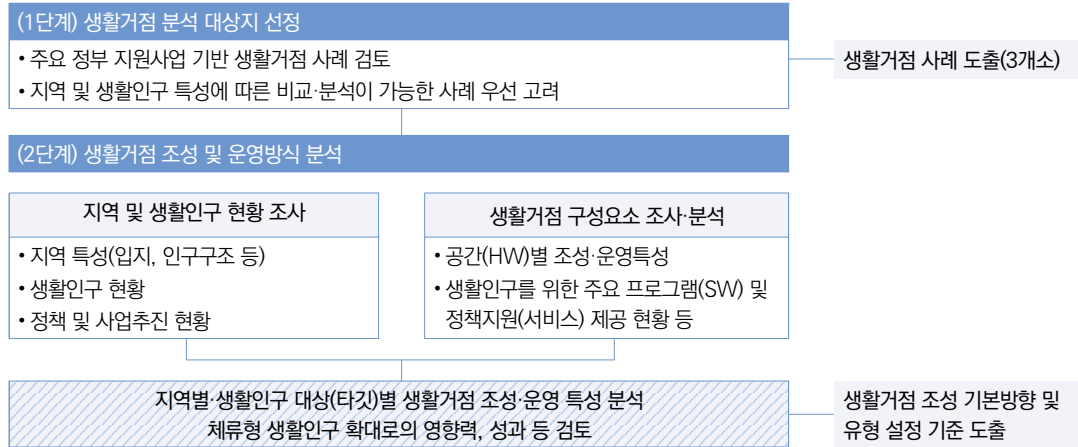 (1단계) 생활거점 분석 대상지 선정
• 주요 정부 지원사업 기반 생활거점 사례 검토
• 지역 및 생활인구 특성에 따른 비교·분석이 가능한 사례 우선 고려
생활거점 사례 도출(3개소)
(2단계) 생활거점 조성 및 운영방식 분석
지역 및 생활인구 현황 조사
• 지역 특성(입지, 인구구조 등)
• 생활인구 현황
• 정책 및 사업추진 현황
생활거점 구성요소 조사·분석
• 공간(HW)별 조성·운영특성
• 생활인구를 위한 주요 프로그램(SW) 및
정책지원(서비스) 제공 현황 등
지역별·생활인구 대상(타깃)별 생활거점 조성·운영 특성 분석
체류형 생활인구 확대로의 영향력, 성과 등 검토
생활거점 조성 기본방향 및
유형 설정 기준 도출